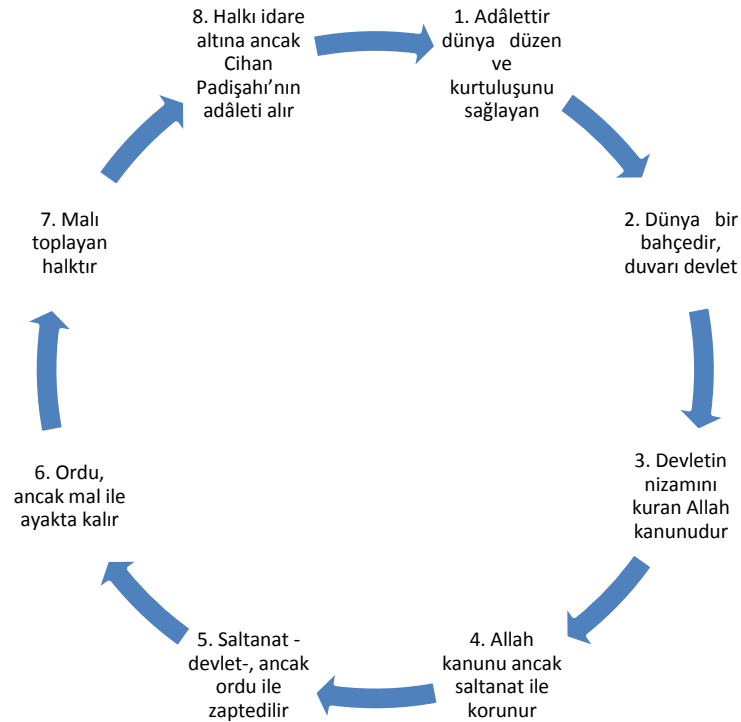 1. Adâlettir
dünya düzen
ve
kurtuluşunu
sağlayan
2. Dünya bir
bahçedir,
duvarı devlet
3. Devletin
nizamını
kuran Allah
kanunudur
4. Allah
kanunu ancak
saltanat ile
korunur
5. Saltanat -
devlet-, ancak
ordu ile
zaptedilir
6. Ordu,
ancak mal ile
ayakta kalır
7. Malı
toplayan
halktır
8. Halkı idare
altına ancak
Cihan
Padişahı’nın
adâleti alır